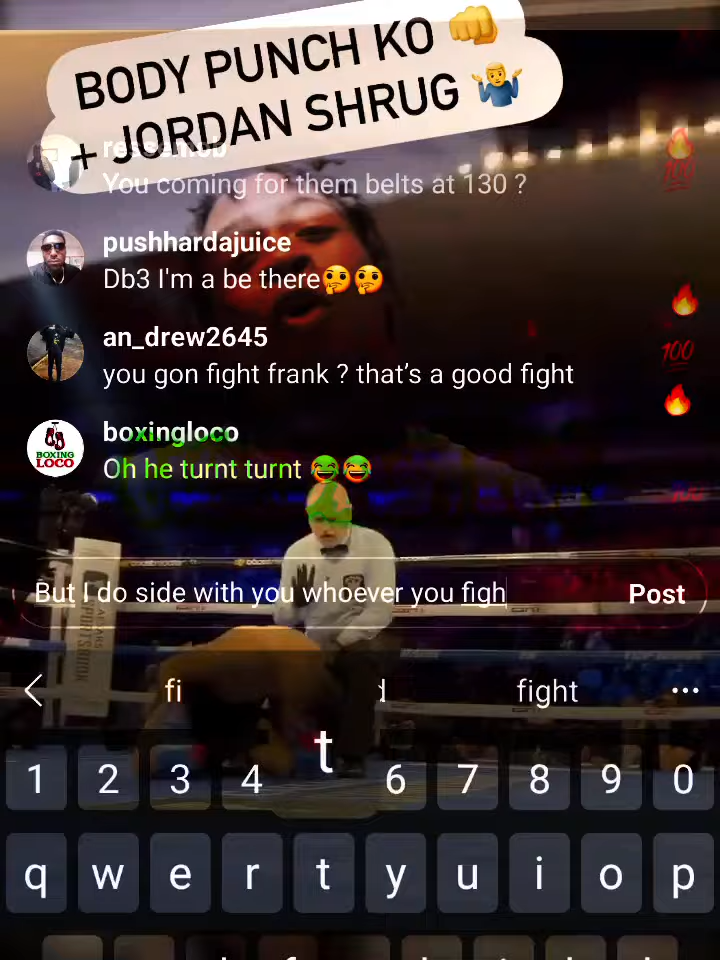 BODY PUNCH KO 👊
+ JORDAN SHRUG 🤷‍♂️
You coming for them belts at 130 ?
pushhardajuice
Db3 I'm a be there🤔🤔
an_drew2645
you gon fight frank ? that's a good fight
boxingloco
BOXING
LOCO
Oh he turnt turnt 😂😂
But I do side with you whoever you figh
Post
fi
fight
t
1 2 3 4 6 7 8 9 0
q w e r t y u i o p